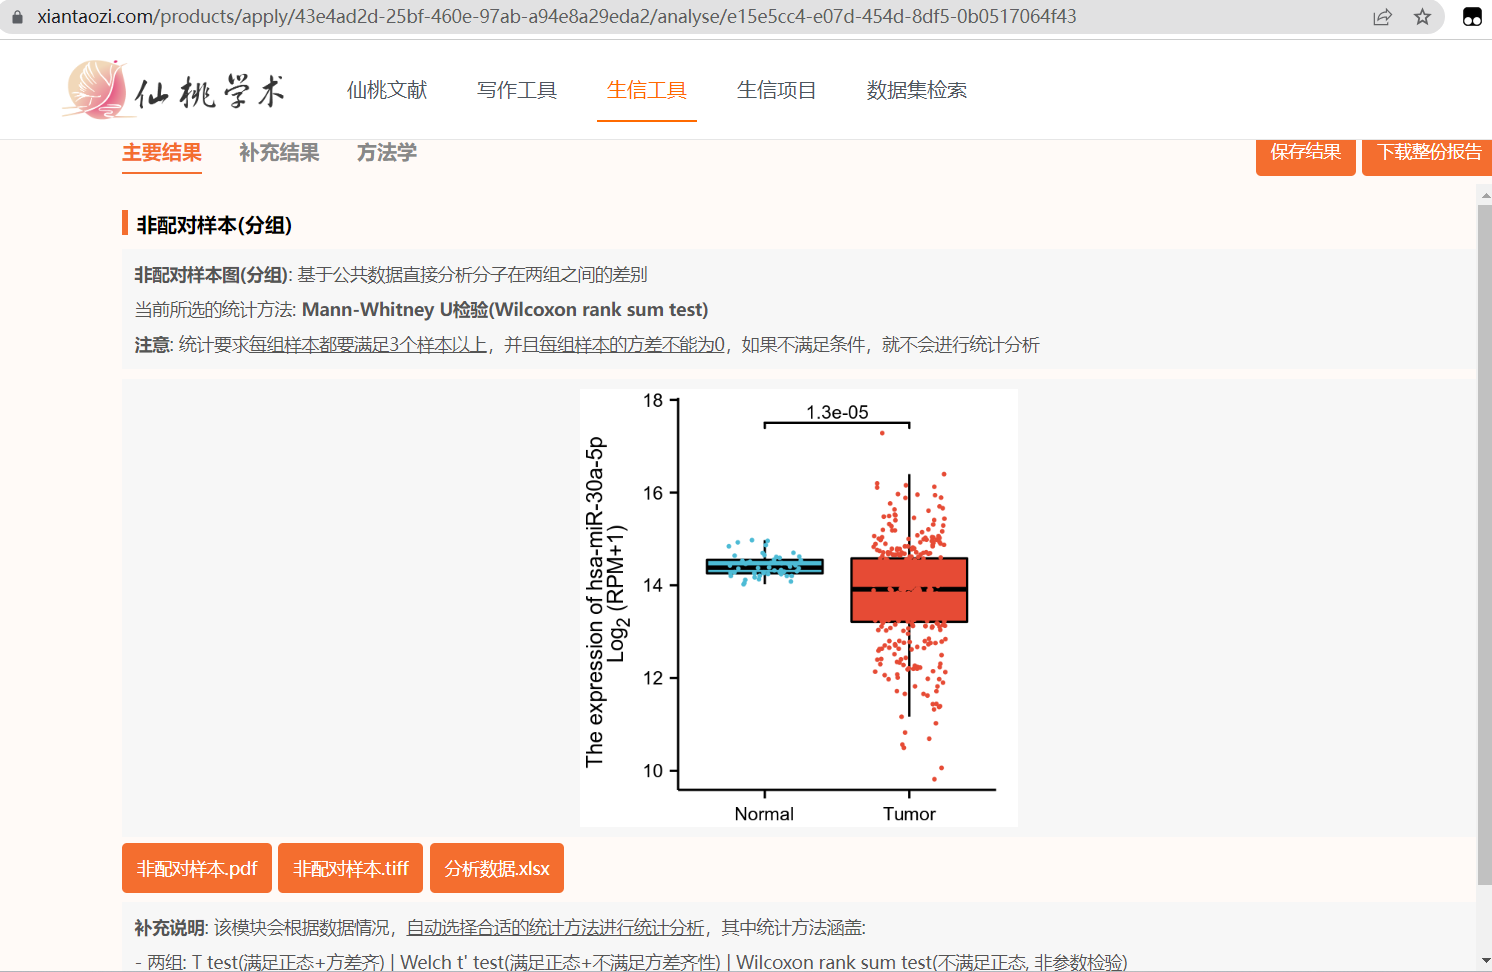 xiantaozi.com/products/apply/43e4ad2d-25bf-460e-97ab-a94e8a29eda2/analyse/e15e5cc4-e07d-454d-8df5-0b0517064f43
仙桃学术
仙桃文献 写作工具 生信工具 生信项目 数据集检索
主要结果 补充结果 方法学 保存结果 下载整份报告
非配对样本(分组)
非配对样本图(分组): 基于公共数据直接分析分子在两组之间的差别
当前所选的统计方法: Mann-Whitney U检验(Wilcoxon rank sum test)
注意: 统计要求每组样本都要满足3个样本以上，并且每组样本的方差不能为0，如果不满足条件，就不会进行统计分析
The expression of hsa-miR-30a-5p
Log2 (RPM+1)
18
16
14
12
10
1.3e-05
Normal Tumor
非配对样本.pdf 非配对样本.tiff 分析数据.xlsx
补充说明: 该模块会根据数据情况，自动选择合适的统计方法进行统计分析，其中统计方法涵盖:
- 两组: T test(满足正态+方差齐) | Welch t' test(满足正态+不满足方差齐性) | Wilcoxon rank sum test(不满足正态, 非参数检验)